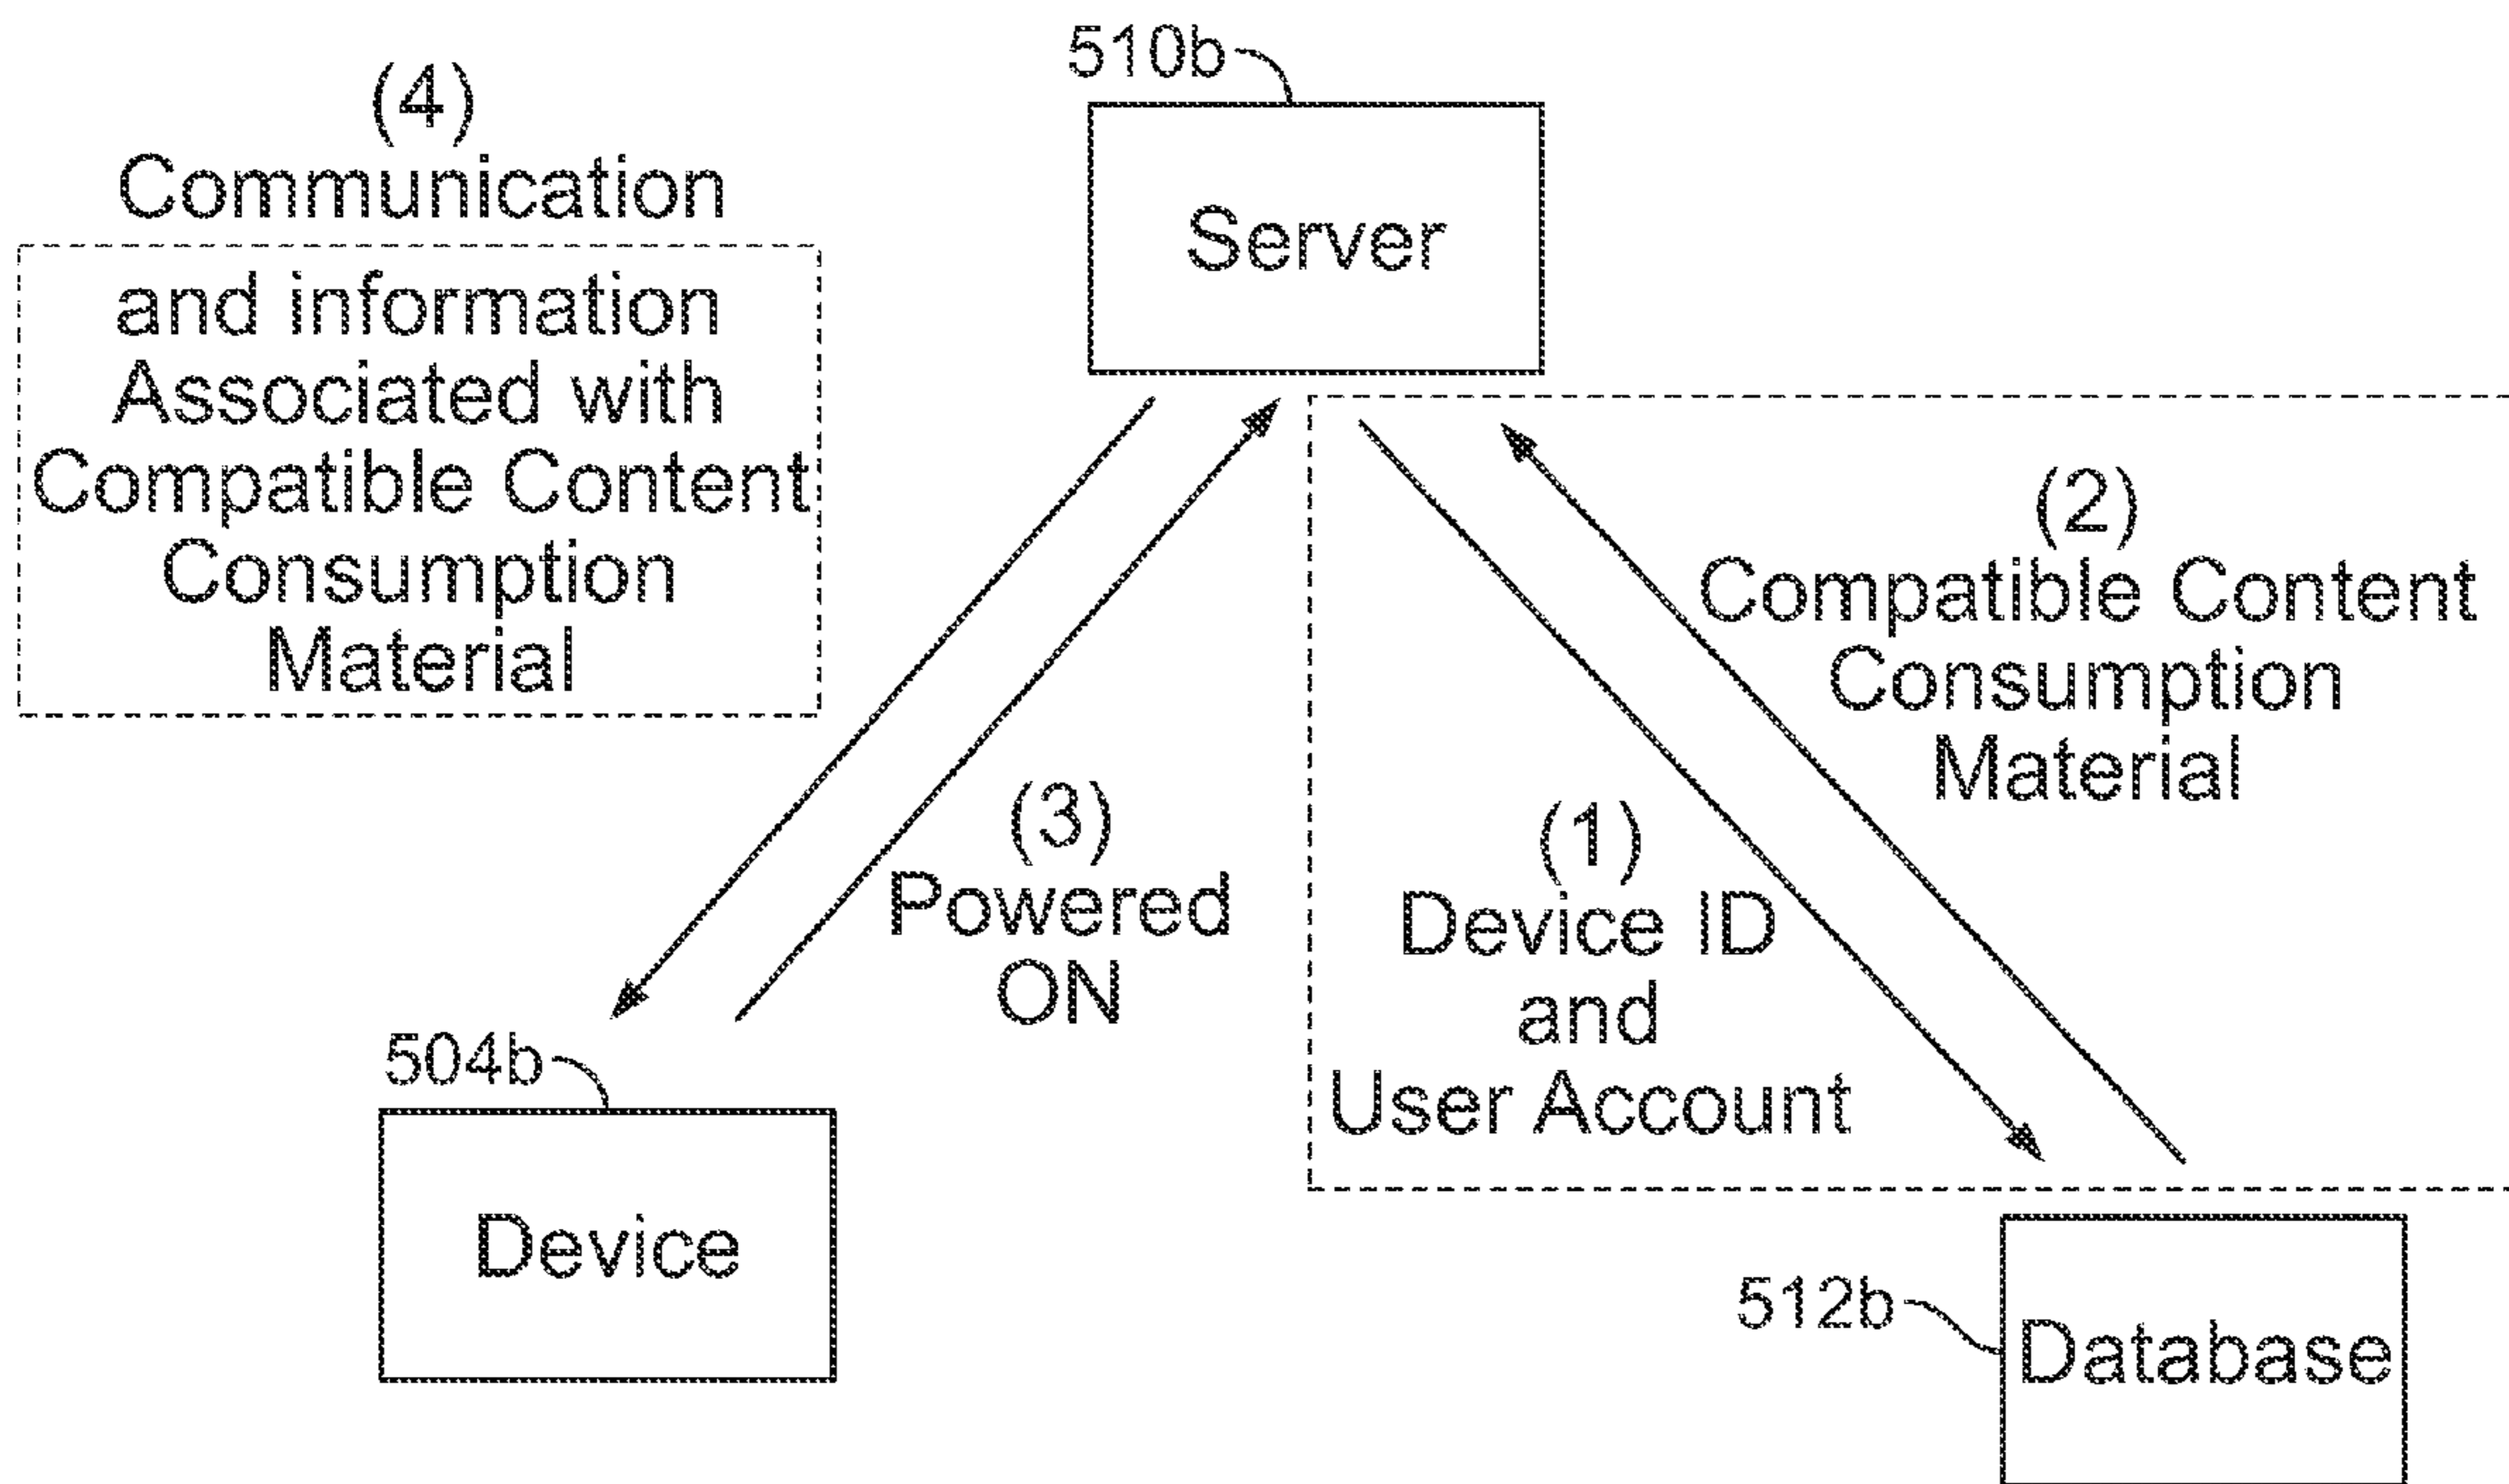 510b
Server
(4)
Communication
and information
Associated with
Compatible Content
Consumption
Material
(2)
Compatible Content
Consumption
Material
(3)
Powered
ON
(1)
Device ID
and
User Account
504b
Device
512b
Database